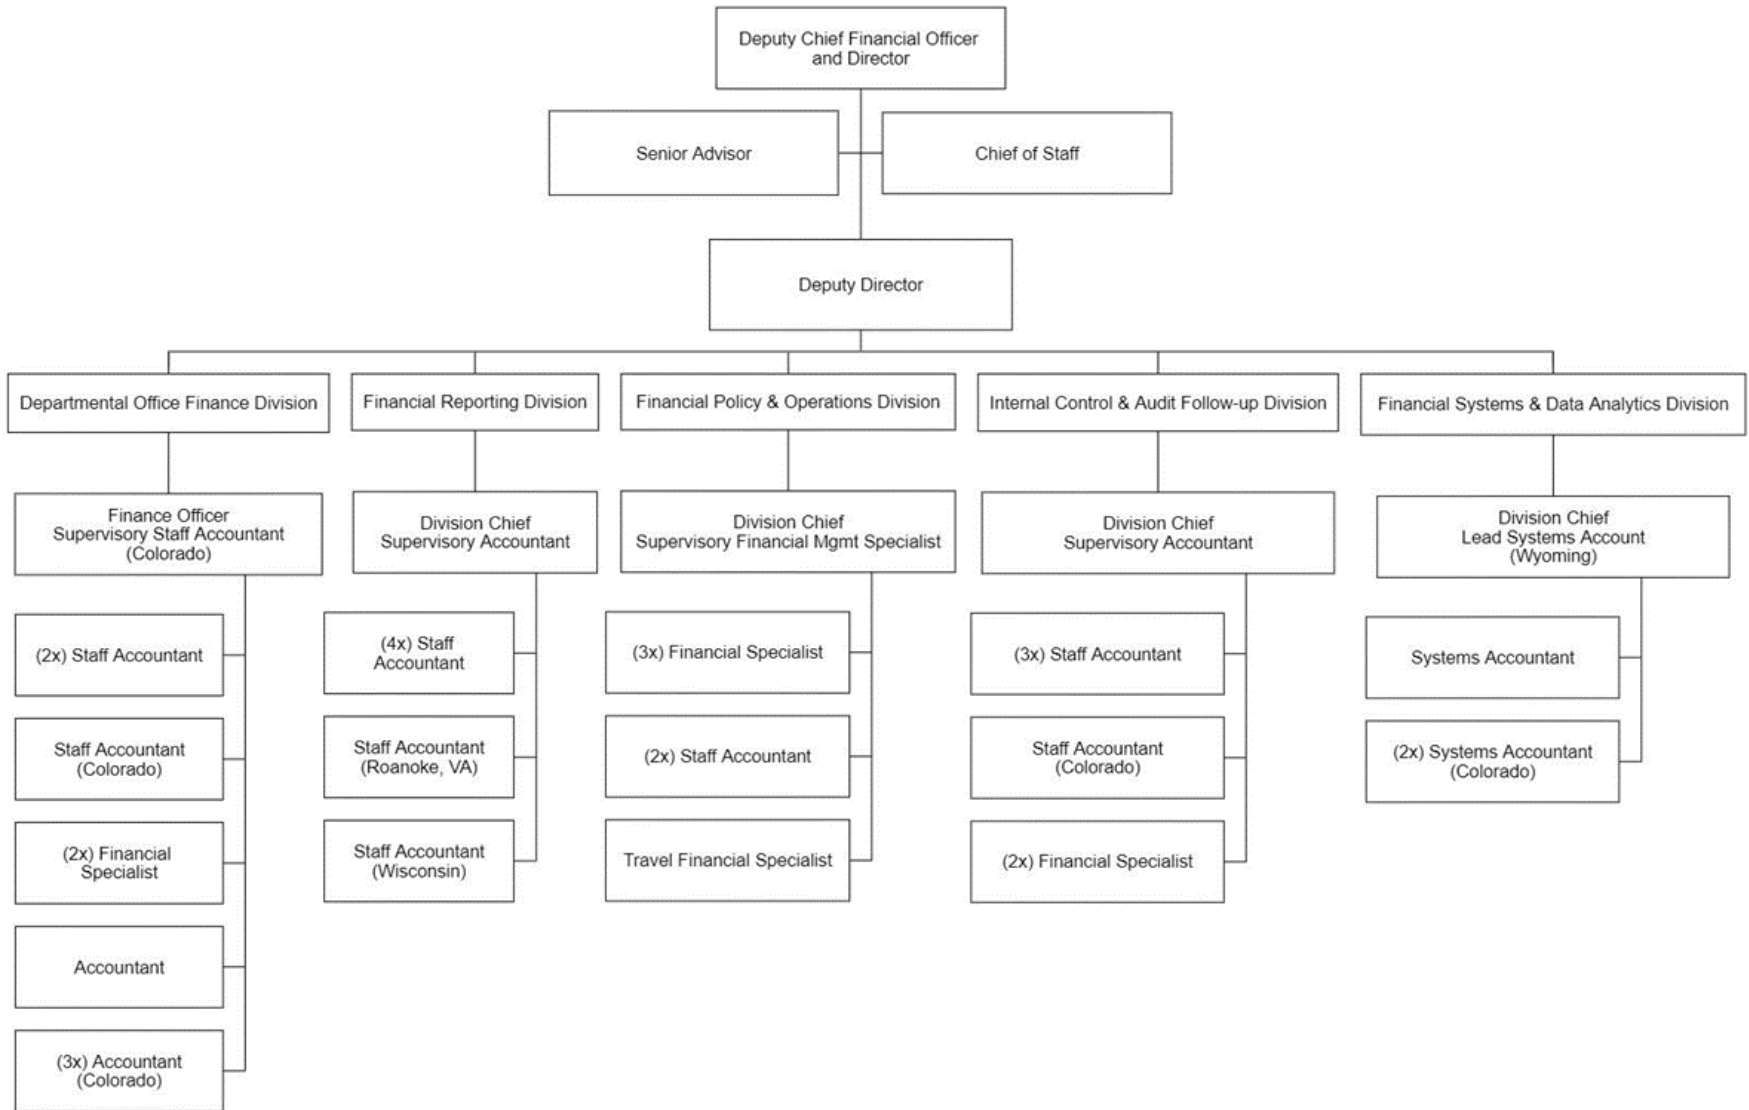 Deputy Chief Financial Officer
and Director
Senior Advisor
Chief of Staff
Deputy Director
Departmental Office Finance Division
Financial Reporting Division
Financial Policy & Operations Division
Internal Control & Audit Follow-up Division
Financial Systems & Data Analytics Division
Finance Officer
Supervisory Staff Accountant
(Colorado)
Division Chief
Supervisory Accountant
Division Chief
Supervisory Financial Mgmt Specialist
Division Chief
Supervisory Accountant
Division Chief
Lead Systems Account
(Wyoming)
(2x) Staff Accountant
Staff Accountant
(Colorado)
(2x) Financial
Specialist
Accountant
(3x) Accountant
(Colorado)
(4x) Staff
Accountant
Staff Accountant
(Roanoke, VA)
Staff Accountant
(Wisconsin)
(3x) Financial Specialist
(2x) Staff Accountant
Travel Financial Specialist
(3x) Staff Accountant
Staff Accountant
(Colorado)
(2x) Financial Specialist
Systems Accountant
(2x) Systems Accountant
(Colorado)